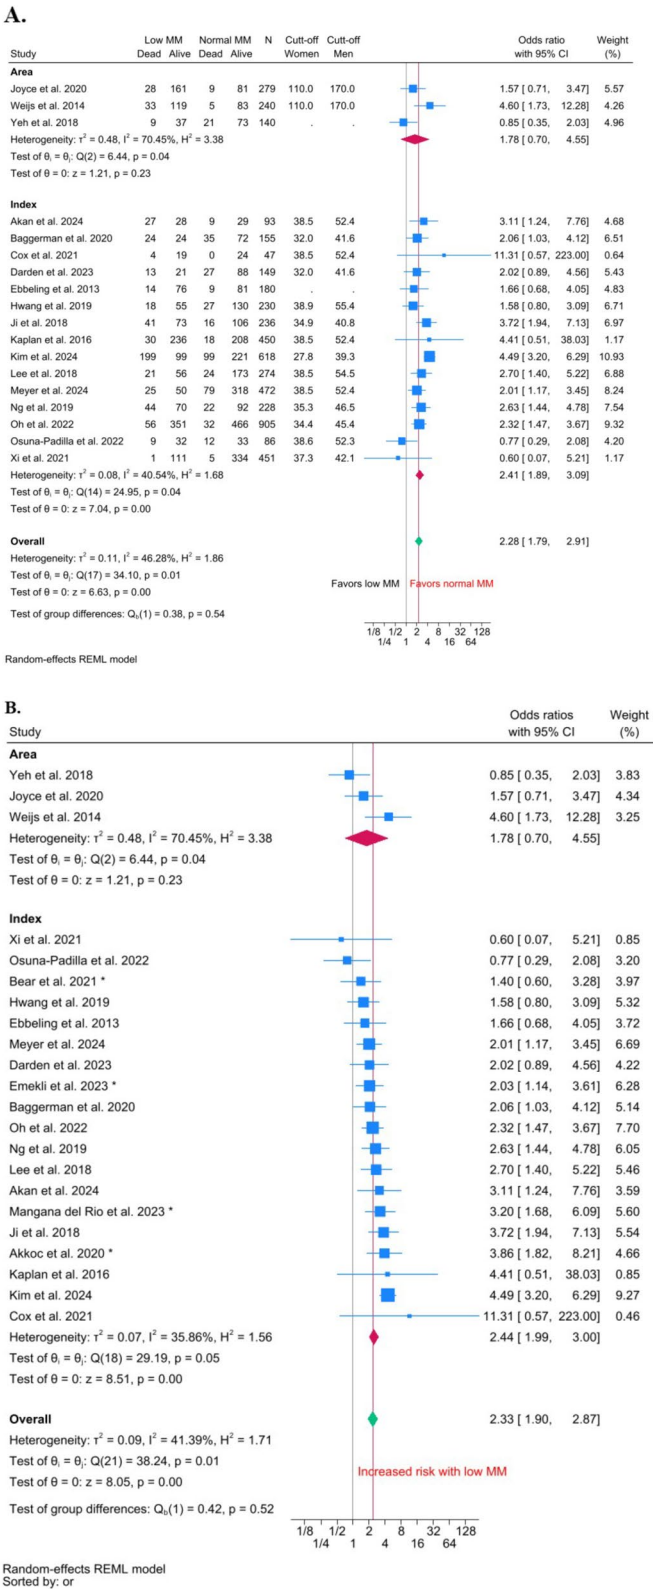 A.
Low MM Normal MM N Cutt-off Cutt-off Odds ratio Weight
Study Dead Alive Dead Alive Women Men with 95% CI (%)
Area
Joyce et al. 2020 28 161 9 81 279 110.0 170.0 1.57 [ 0.71, 3.47] 5.57
Weijs et al. 2014 33 119 5 83 240 110.0 170.0 4.60 [ 1.73, 12.28] 4.26
Yeh et al. 2018 9 37 21 73 140 . . 0.85 [ 0.35, 2.03] 4.96
Heterogeneity: τ² = 0.48, I² = 70.45%, H² = 3.38 1.78 [ 0.70, 4.55]
Test of θᵢ = θⱼ: Q(2) = 6.44, p = 0.04
Test of θ = 0: z = 1.21, p = 0.23
Index
Akan et al. 2024 27 28 9 29 93 38.5 52.4 3.11 [ 1.24, 7.76] 4.68
Baggerman et al. 2020 24 24 35 72 155 32.0 41.6 2.06 [ 1.03, 4.12] 6.51
Cox et al. 2021 4 19 0 24 47 38.5 52.4 11.31 [ 0.57, 223.00] 0.64
Darden et al. 2023 13 21 27 88 149 32.0 41.6 2.02 [ 0.89, 4.56] 5.43
Ebbeling et al. 2013 14 76 9 81 180 . . 1.66 [ 0.68, 4.05] 4.83
Hwang et al. 2019 18 55 27 130 230 38.9 55.4 1.58 [ 0.80, 3.09] 6.71
Ji et al. 2018 41 73 16 106 236 34.9 40.8 3.72 [ 1.94, 7.13] 6.97
Kaplan et al. 2016 30 236 18 208 450 38.5 52.4 4.41 [ 0.51, 38.03] 1.17
Kim et al. 2024 199 99 99 221 618 27.8 39.3 4.49 [ 3.20, 6.29] 10.93
Lee et al. 2018 21 56 24 173 274 38.5 54.5 2.70 [ 1.40, 5.22] 6.88
Meyer et al. 2024 25 50 79 318 472 38.5 52.4 2.01 [ 1.17, 3.45] 8.24
Ng et al. 2019 44 70 22 92 228 35.3 46.5 2.63 [ 1.44, 4.78] 7.54
Oh et al. 2022 56 351 32 466 905 34.4 45.4 2.32 [ 1.47, 3.67] 9.32
Osuna-Padilla et al. 2022 9 32 12 33 86 38.6 52.3 0.77 [ 0.29, 2.08] 4.20
Xi et al. 2021 1 111 5 334 451 37.3 42.1 0.60 [ 0.07, 5.21] 1.17
Heterogeneity: τ² = 0.08, I² = 40.54%, H² = 1.68 2.41 [ 1.89, 3.09]
Test of θᵢ = θⱼ: Q(14) = 24.95, p = 0.04
Test of θ = 0: z = 7.04, p = 0.00
Overall 2.28 [ 1.79, 2.91]
Heterogeneity: τ² = 0.11, I² = 46.28%, H² = 1.86
Test of θᵢ = θⱼ: Q(17) = 34.10, p = 0.01
Favors low MM Favors normal MM
Test of θ = 0: z = 6.63, p = 0.00
Test of group differences: Q_b(1) = 0.38, p = 0.54
1/8 1/2 2 8 32 128
1/4 1 4 16 64
Random-effects REML model
B.
Odds ratios Weight
Study with 95% CI (%)
Area
Yeh et al. 2018 0.85 [ 0.35, 2.03] 3.83
Joyce et al. 2020 1.57 [ 0.71, 3.47] 4.34
Weijs et al. 2014 4.60 [ 1.73, 12.28] 3.25
Heterogeneity: τ² = 0.48, I² = 70.45%, H² = 3.38 1.78 [ 0.70, 4.55]
Test of θᵢ = θⱼ: Q(2) = 6.44, p = 0.04
Test of θ = 0: z = 1.21, p = 0.23
Index
Xi et al. 2021 0.60 [ 0.07, 5.21] 0.85
Osuna-Padilla et al. 2022 0.77 [ 0.29, 2.08] 3.20
Bear et al. 2021 * 1.40 [ 0.60, 3.28] 3.97
Hwang et al. 2019 1.58 [ 0.80, 3.09] 5.32
Ebbeling et al. 2013 1.66 [ 0.68, 4.05] 3.72
Meyer et al. 2024 2.01 [ 1.17, 3.45] 6.69
Darden et al. 2023 2.02 [ 0.89, 4.56] 4.22
Emekli et al. 2023 * 2.03 [ 1.14, 3.61] 6.28
Baggerman et al. 2020 2.06 [ 1.03, 4.12] 5.14
Oh et al. 2022 2.32 [ 1.47, 3.67] 7.70
Ng et al. 2019 2.63 [ 1.44, 4.78] 6.05
Lee et al. 2018 2.70 [ 1.40, 5.22] 5.46
Akan et al. 2024 3.11 [ 1.24, 7.76] 3.59
Mangana del Rio et al. 2023 * 3.20 [ 1.68, 6.09] 5.60
Ji et al. 2018 3.72 [ 1.94, 7.13] 5.54
Akkoc et al. 2020 * 3.86 [ 1.82, 8.21] 4.66
Kaplan et al. 2016 4.41 [ 0.51, 38.03] 0.85
Kim et al. 2024 4.49 [ 3.20, 6.29] 9.27
Cox et al. 2021 11.31 [ 0.57, 223.00] 0.46
Heterogeneity: τ² = 0.07, I² = 35.86%, H² = 1.56 2.44 [ 1.99, 3.00]
Test of θᵢ = θⱼ: Q(18) = 29.19, p = 0.05
Test of θ = 0: z = 8.51, p = 0.00
Overall 2.33 [ 1.90, 2.87]
Heterogeneity: τ² = 0.09, I² = 41.39%, H² = 1.71
Test of θᵢ = θⱼ: Q(21) = 38.24, p = 0.01
Increased risk with low MM
Test of θ = 0: z = 8.05, p = 0.00
Test of group differences: Q_b(1) = 0.42, p = 0.52
1/8 1/2 2 8 32 128
1/4 1 4 16 64
Random-effects REML model
Sorted by: or